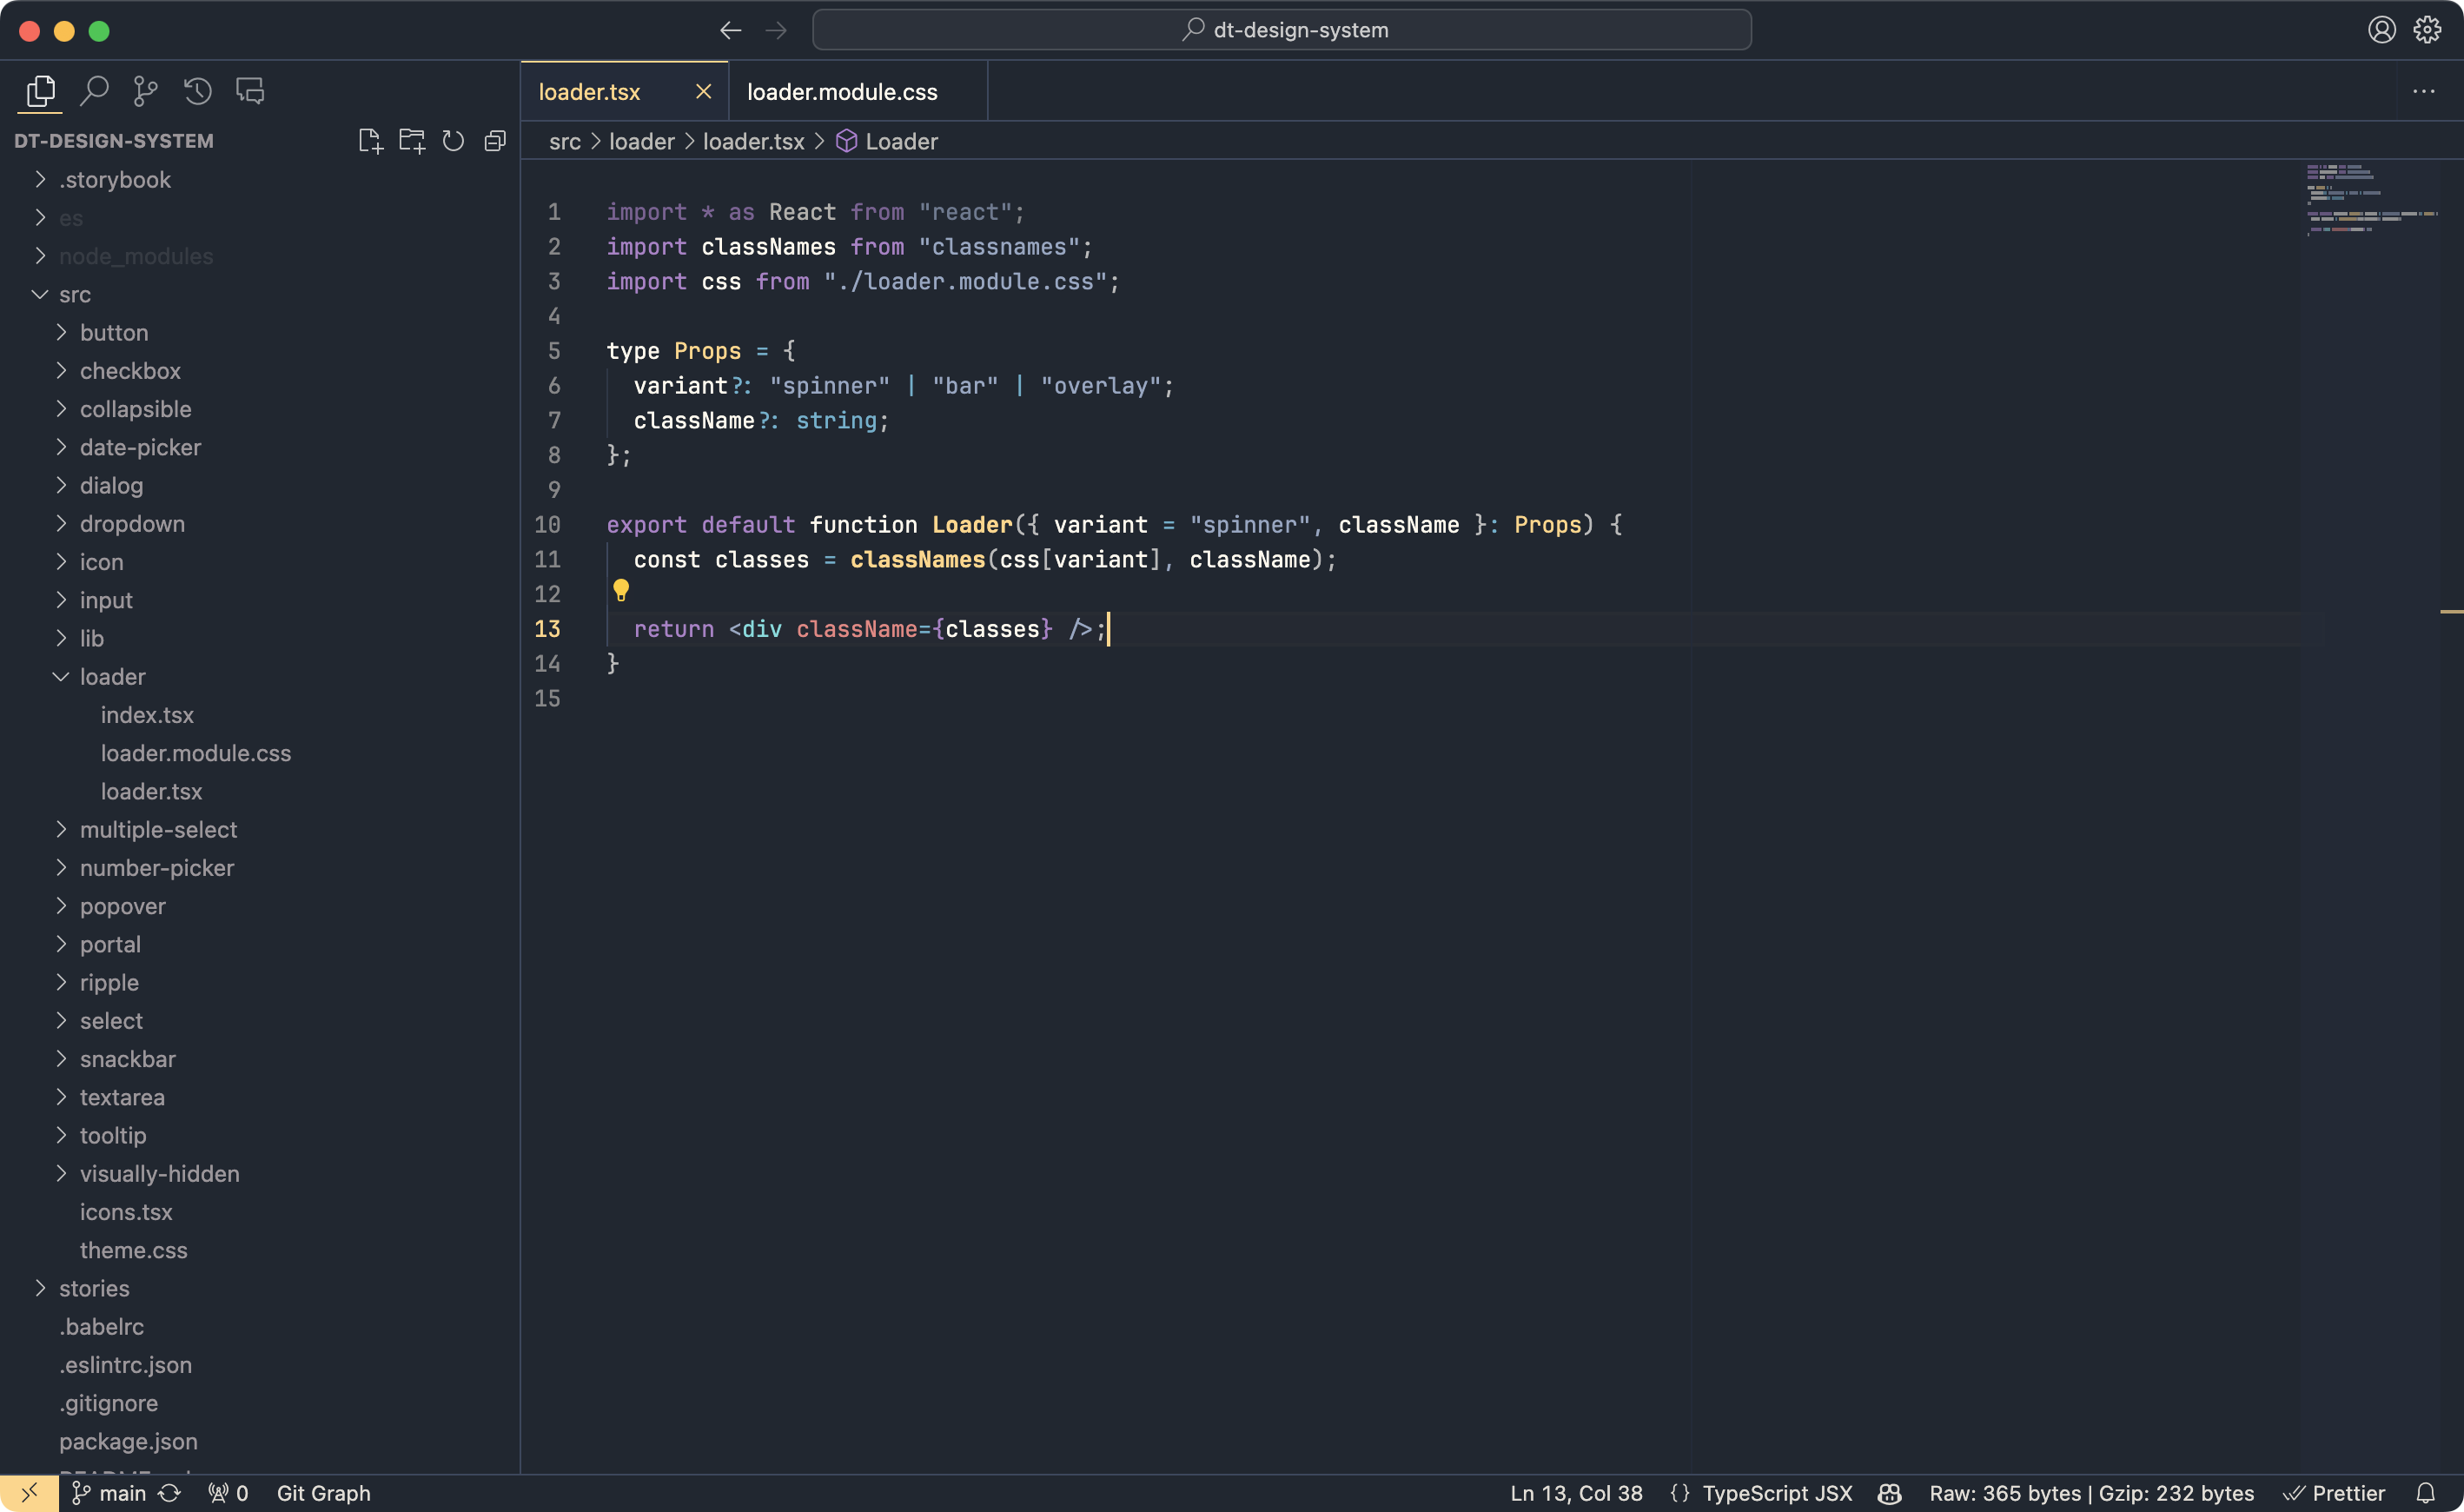 dt-design-system
loader.tsx
loader.module.css
DT-DESIGN-SYSTEM
src > loader > loader.tsx > Loader
.storybook
es
node_modules
src
button
checkbox
collapsible
date-picker
dialog
dropdown
icon
input
lib
loader
index.tsx
loader.module.css
loader.tsx
multiple-select
number-picker
popover
portal
ripple
select
snackbar
textarea
tooltip
visually-hidden
icons.tsx
theme.css
stories
.babelrc
.eslintrc.json
.gitignore
package.json
1 import * as React from "react";
2 import classNames from "classnames";
3 import css from "./loader.module.css";
4
5 type Props = {
6   variant?: "spinner" | "bar" | "overlay";
7   className?: string;
8 };
9
10 export default function Loader({ variant = "spinner", className }: Props) {
11   const classes = classNames(css[variant], className);
12
13   return <div className={classes} />;
14 }
15
main 0 Git Graph Ln 13, Col 38 {} TypeScript JSX Raw: 365 bytes | Gzip: 232 bytes Prettier